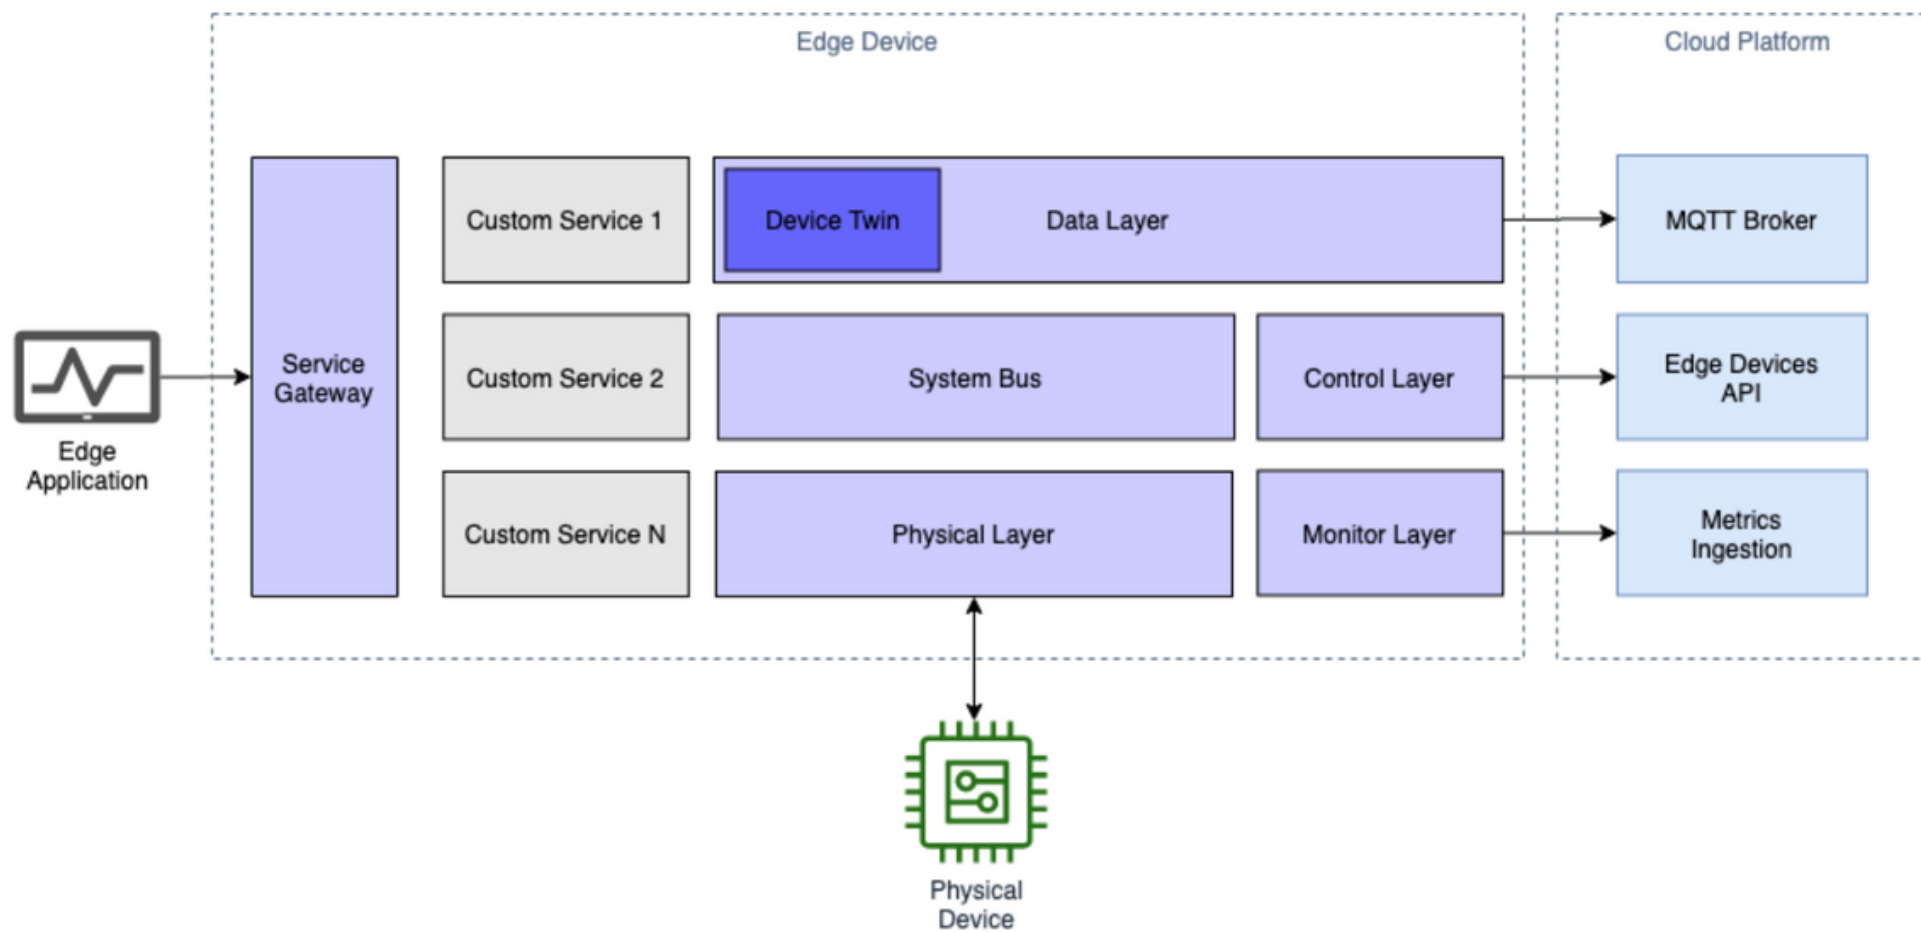 Edge Device
Cloud Platform
Service
Gateway
Custom Service 1
Device Twin
Data Layer
MQTT Broker
Custom Service 2
System Bus
Control Layer
Edge Devices
API
Custom Service N
Physical Layer
Monitor Layer
Metrics
Ingestion
Edge
Application
Physical
Device